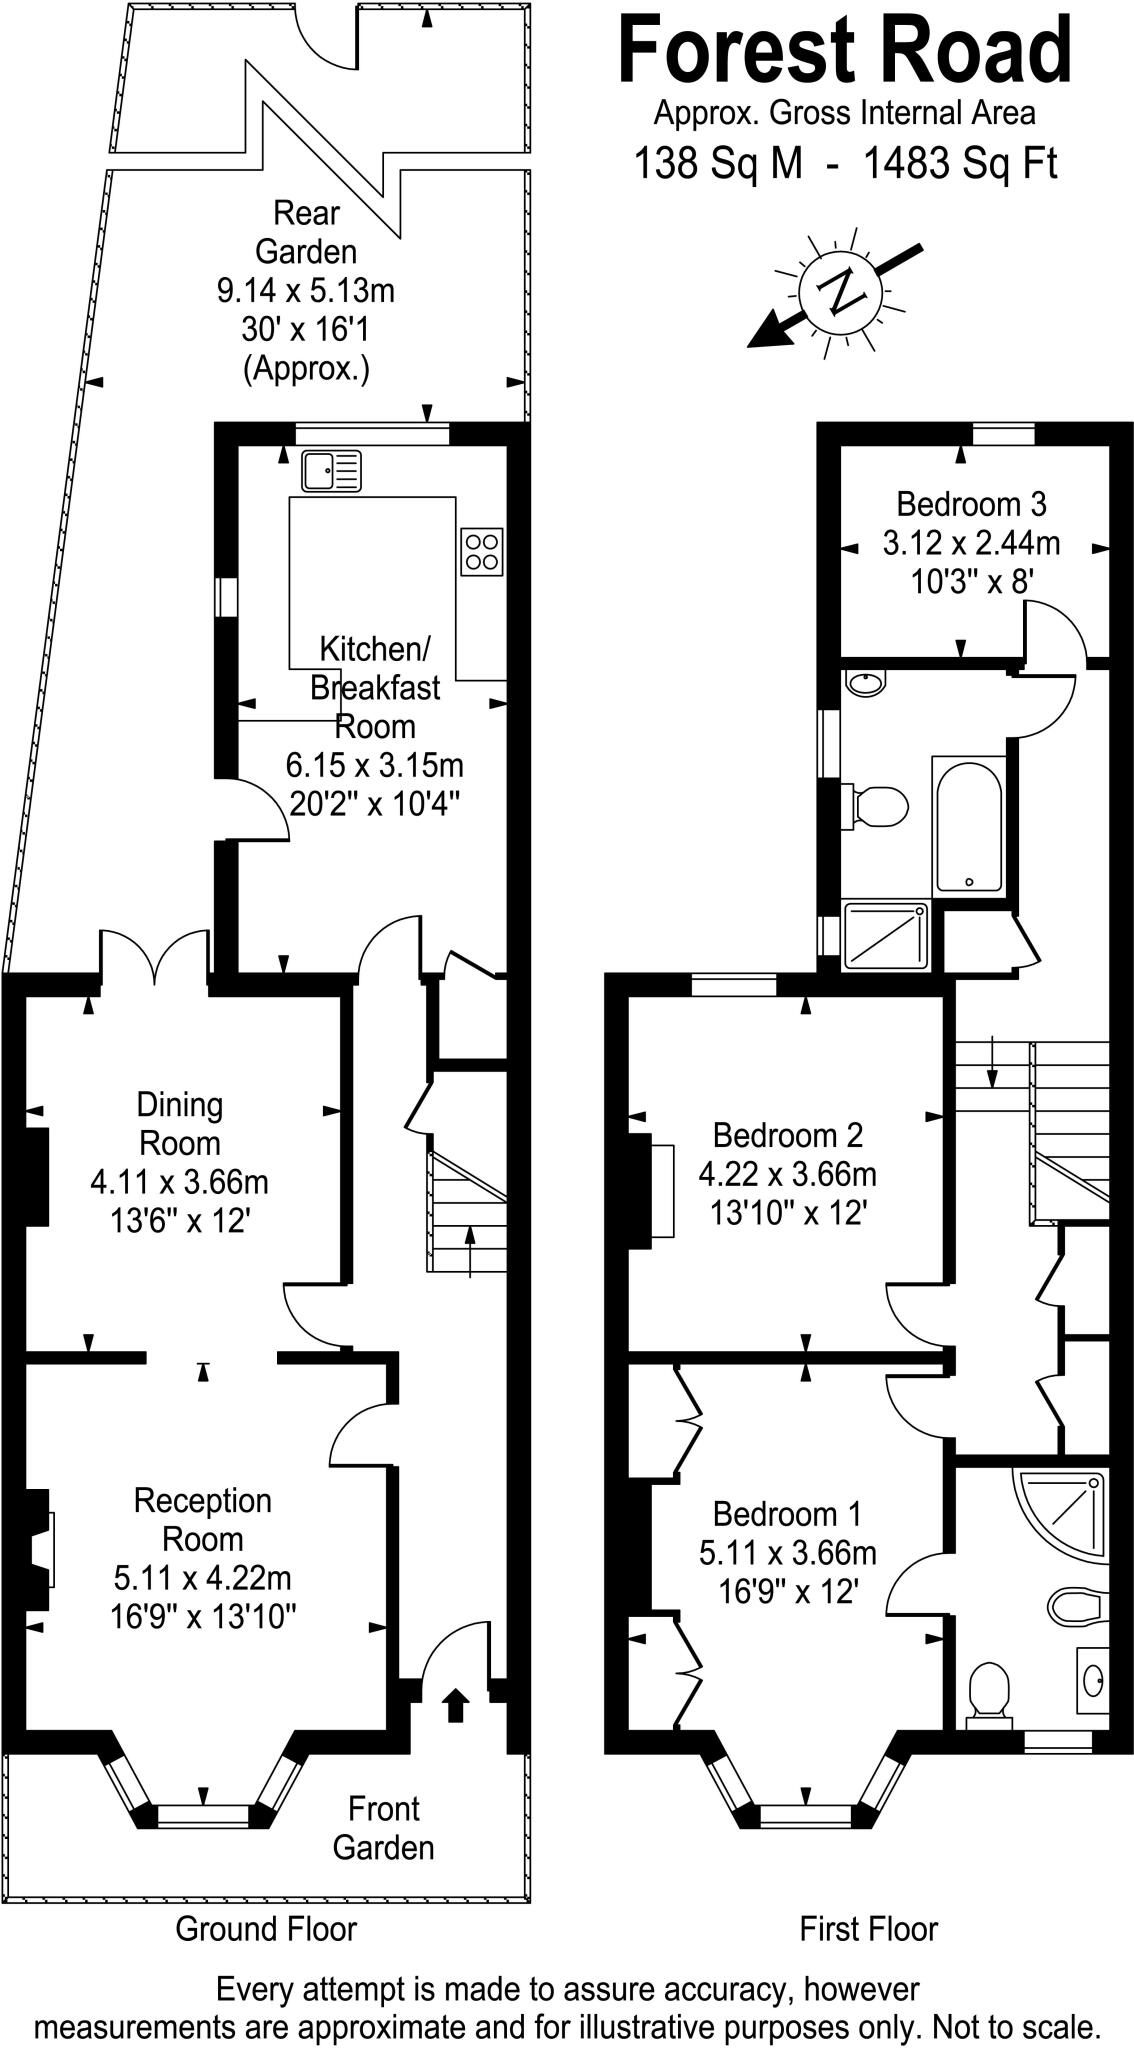 Forest Road
Approx. Gross Internal Area
138 Sq M - 1483 Sq Ft
N
Rear
Garden
9.14 x 5.13m
30' x 16'1
(Approx.)
Kitchen/
Breakfast
Room
6.15 x 3.15m
20'2" x 10'4"
Dining
Room
4.11 x 3.66m
13'6" x 12'
Reception
Room
5.11 x 4.22m
16'9" x 13'10"
Front
Garden
Ground Floor
Bedroom 3
3.12 x 2.44m
10'3" x 8'
Bedroom 2
4.22 x 3.66m
13'10" x 12'
Bedroom 1
5.11 x 3.66m
16'9" x 12'
First Floor
Every attempt is made to assure accuracy, however
measurements are approximate and for illustrative purposes only. Not to scale.